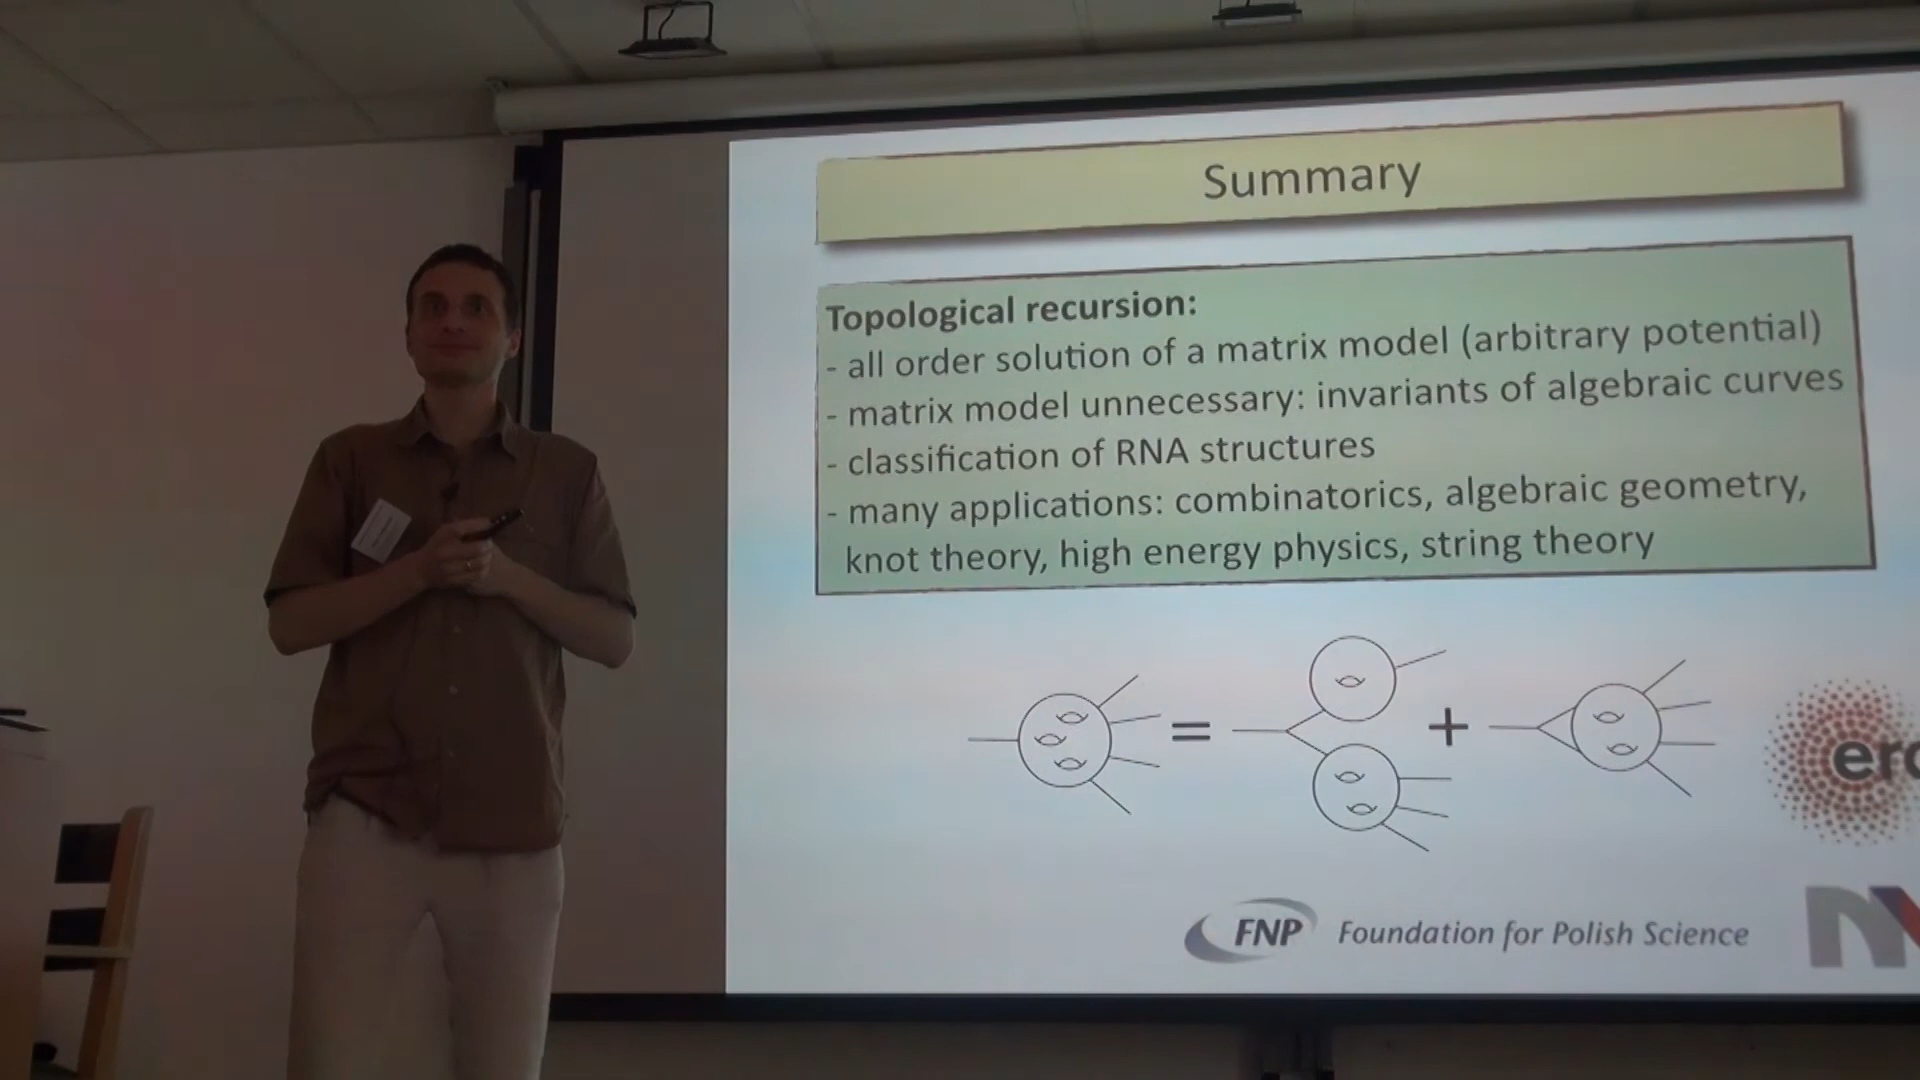 Summary
Topological recursion:
- all order solution of a matrix model (arbitrary potential)
- matrix model unnecessary: invariants of algebraic curves
- classification of RNA structures
- many applications: combinatorics, algebraic geometry,
knot theory, high energy physics, string theory
= +
erc
FNP Foundation for Polish Science